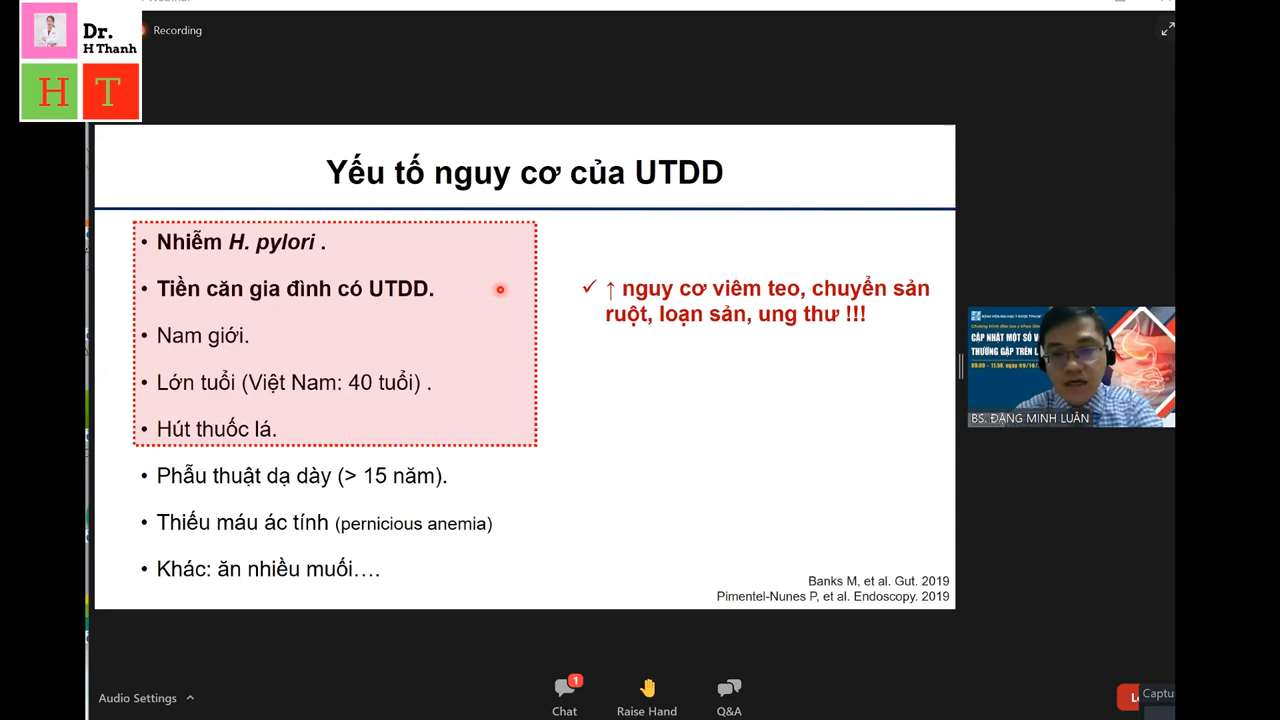 Dr.
H Thanh
H T
Recording
Yếu tố nguy cơ của UTDD
• Nhiễm H. pylori .
• Tiền căn gia đình có UTDD.
• Nam giới.
• Lớn tuổi (Việt Nam: 40 tuổi) .
• Hút thuốc lá.
• Phẫu thuật dạ dày (> 15 năm).
• Thiếu máu ác tính (pernicious anemia)
• Khác: ăn nhiều muối….
✓ ↑ nguy cơ viêm teo, chuyển sản
ruột, loạn sản, ung thư !!!
Banks M, et al. Gut. 2019
Pimentel-Nunes P, et al. Endoscopy. 2019
CẬP NHẬT MỘT SỐ
THƯỜNG GẶP TRÊN
BS. ĐẶNG MINH LUÂN
Audio Settings
1
Chat
Raise Hand
Q&A
Captu